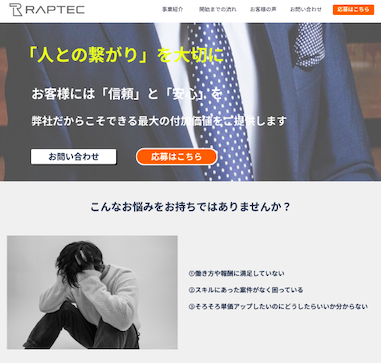 RAPTEC
事業紹介 開始までの流れ お客様の声 お問い合わせ 応募はこちら
「人との繋がり」を大切に
お客様には「信頼」と「安心」を
弊社だからこそできる最大の付加価値をご提供します
お問い合わせ 応募はこちら
こんなお悩みをお持ちではありませんか？
①働き方や報酬に満足していない
②スキルにあった案件がなく困っている
③そろそろ単価アップしたいのにどうしたらいいか分からない